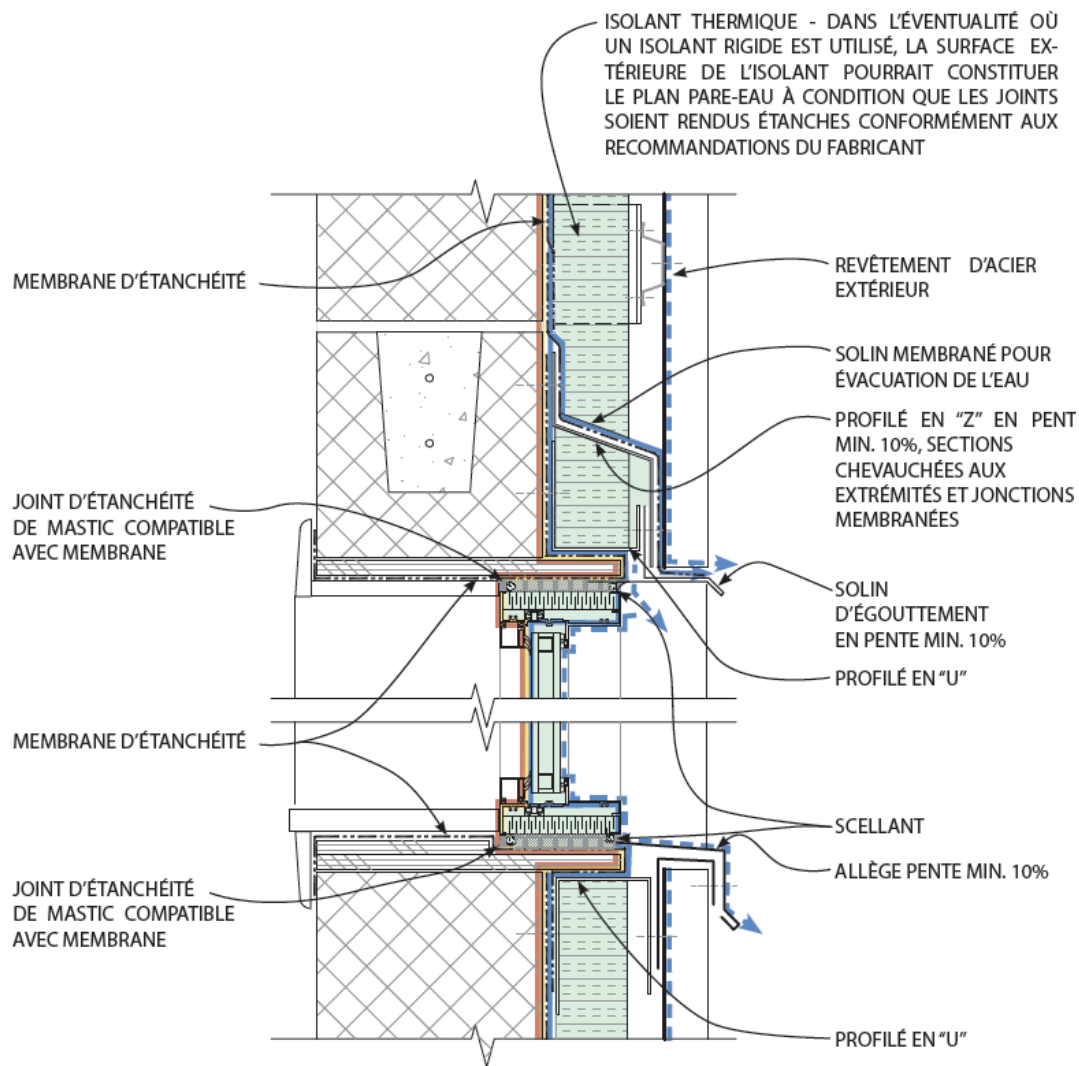 ISOLANT THERMIQUE - DANS L'ÉVENTUALITÉ OÙ
UN ISOLANT RIGIDE EST UTILISÉ, LA SURFACE EX-
TÉRIEURE DE L'ISOLANT POURRAIT CONSTITUER
LE PLAN PARE-EAU À CONDITION QUE LES JOINTS
SOIENT RENDUS ÉTANCHES CONFORMÉMENT AUX
RECOMMANDATIONS DU FABRICANT
MEMBRANE D'ÉTANCHÉITÉ
REVÊTEMENT D'ACIER
EXTÉRIEUR
SOLIN MEMBRANÉ POUR
ÉVACUATION DE L'EAU
PROFILÉ EN "Z" EN PENT
MIN. 10%, SECTIONS
CHEVAUCHÉES AUX
EXTRÉMITÉS ET JONCTIONS
MEMBRANÉES
JOINT D'ÉTANCHÉITÉ
DE MASTIC COMPATIBLE
AVEC MEMBRANE
SOLIN
D'ÉGOUTTEMENT
EN PENTE MIN. 10%
PROFILÉ EN "U"
MEMBRANE D'ÉTANCHÉITÉ
SCELLANT
ALLÈGE PENTE MIN. 10%
JOINT D'ÉTANCHÉITÉ
DE MASTIC COMPATIBLE
AVEC MEMBRANE
PROFILÉ EN "U"